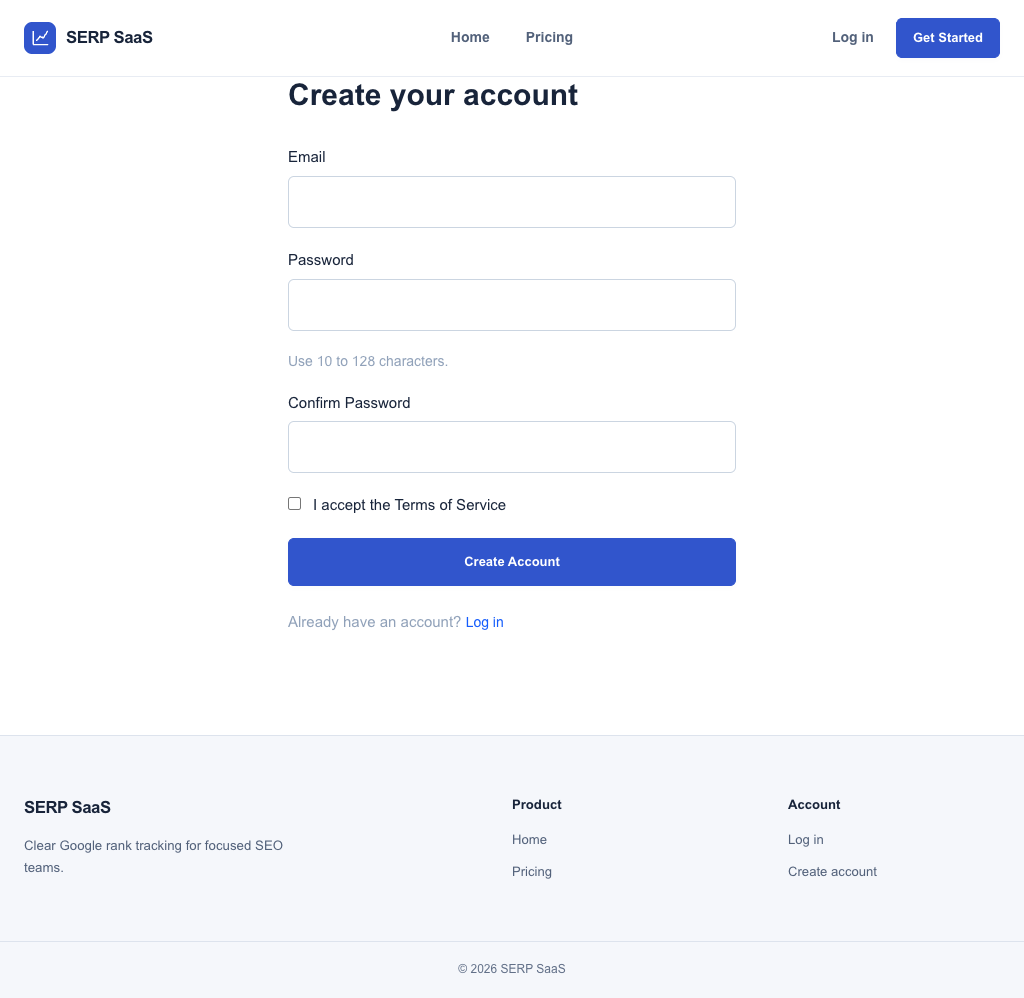 SERP SaaS
Home
Pricing
Log in
Get Started
Create your account
Email
Password
Use 10 to 128 characters.
Confirm Password
I accept the Terms of Service
Create Account
Already have an account? Log in
SERP SaaS
Clear Google rank tracking for focused SEO
teams.
Product
Home
Pricing
Account
Log in
Create account
© 2026 SERP SaaS